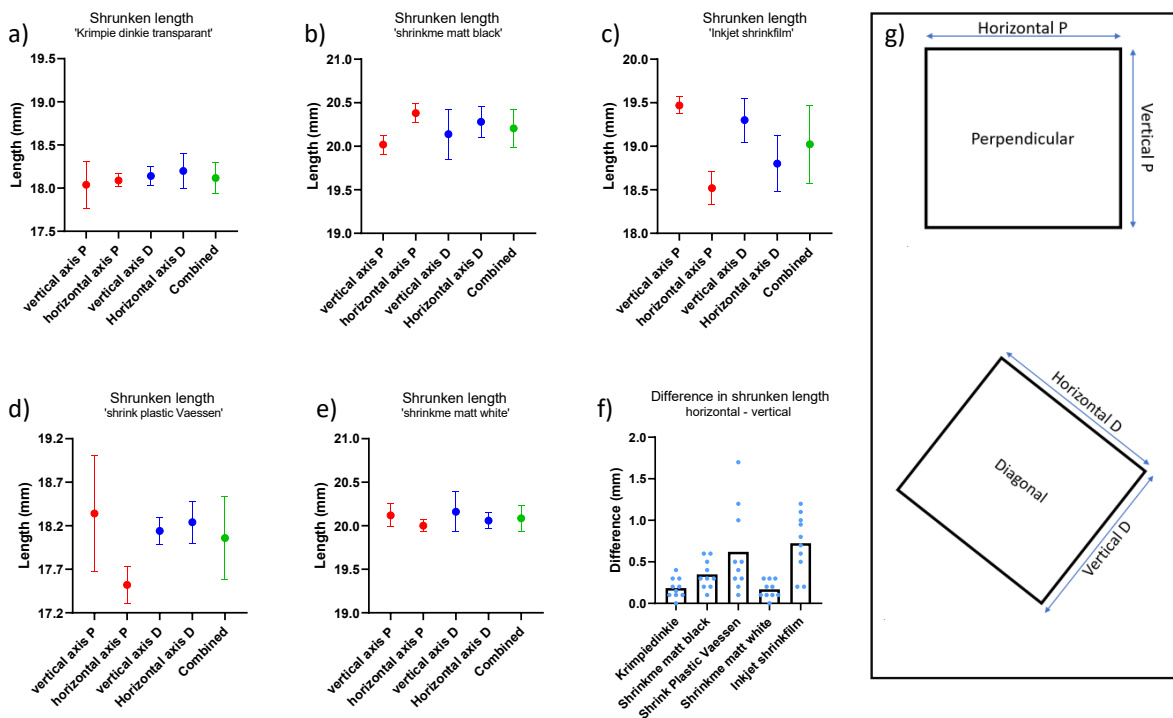 a)
Shrunken length
'Krimpie dinkie transparant'
Length (mm)
19.5
19.0
18.5
18.0
17.5
vertical axis P
horizontal axis P
vertical axis D
Horizontal axis D
Combined
b)
Shrunken length
'shrinkme matt black'
Length (mm)
21.0
20.5
20.0
19.5
19.0
vertical axis P
horizontal axis P
vertical axis D
Horizontal axis D
Combined
c)
Shrunken length
'Inkjet shrinkfilm'
Length (mm)
20.0
19.5
19.0
18.5
18.0
vertical axis P
horizontal axis P
vertical axis D
Horizontal axis D
Combined
d)
Shrunken length
'shrink plastic Vaessen'
Length (mm)
19.2
18.7
18.2
17.7
17.2
vertical axis P
horizontal axis P
vertical axis D
Horizontal axis D
Combined
e)
Shrunken length
'shrinkme matt white'
Length (mm)
21.0
20.5
20.0
19.5
19.0
vertical axis P
horizontal axis P
vertical axis D
Horizontal axis D
Combined
f)
Difference in shrunken length
horizontal - vertical
Difference (mm)
2.0
1.5
1.0
0.5
0.0
Krimpiedinkie
Shrinkme matt black
Shrink Plastic Vaessen
Shrinkme matt white
Inkjet shrinkfilm
g)
Horizontal P
Perpendicular
Vertical P
Horizontal D
Diagonal
Vertical D